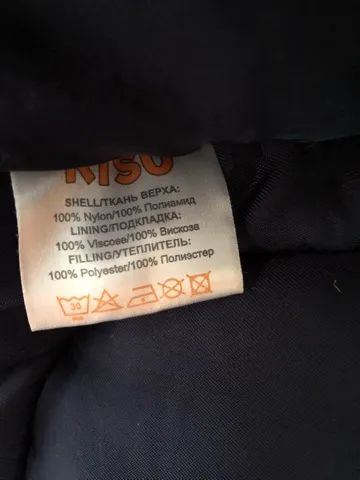 KISU
SHELL/ТКАНЬ ВЕРХА:
100% Nylon/100% Полиамид
LINING/ПОДКЛАДКА:
100% Viscose/100% Вискоза
FILLING/УТЕПЛИТЕЛЬ:
100% Polyester/100% Полиэстер
30